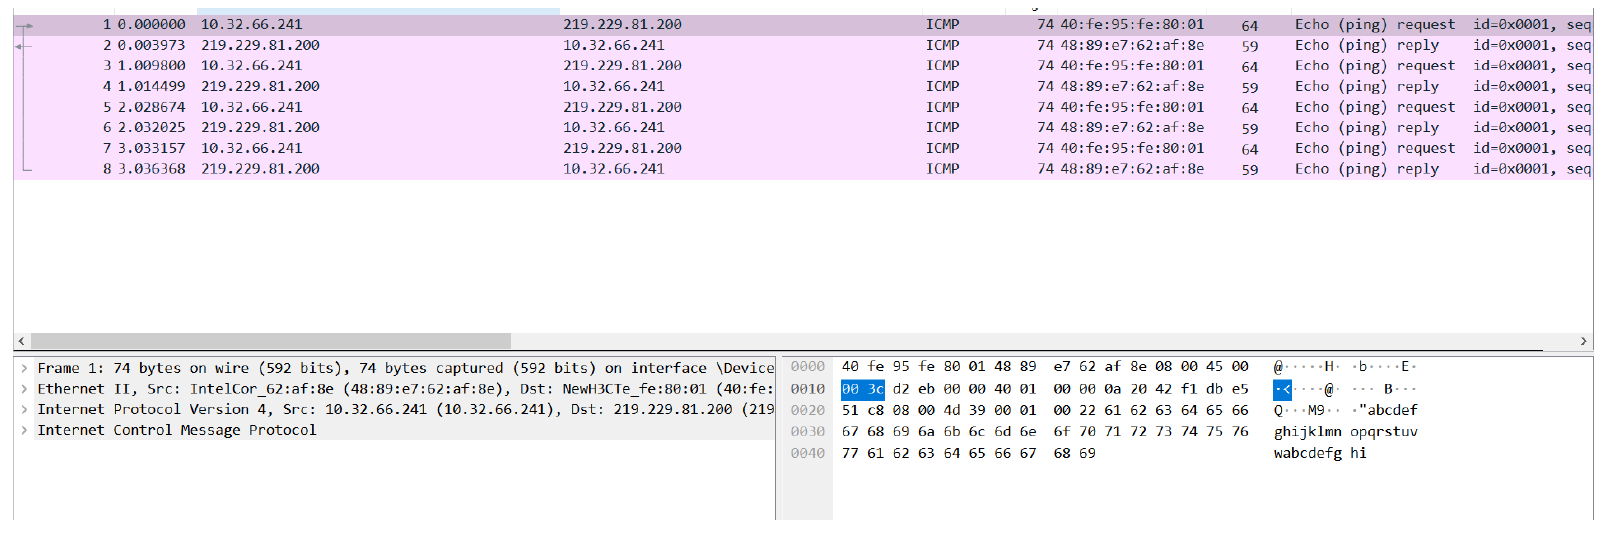 1 0.000000 10.32.66.241 219.229.81.200 ICMP 74 40:fe:95:fe:80:01 64 Echo (ping) request id=0x0001, seq
2 0.003973 219.229.81.200 10.32.66.241 ICMP 74 48:89:e7:62:af:8e 59 Echo (ping) reply id=0x0001, seq
3 1.009800 10.32.66.241 219.229.81.200 ICMP 74 40:fe:95:fe:80:01 64 Echo (ping) request id=0x0001, seq
4 1.014499 219.229.81.200 10.32.66.241 ICMP 74 48:89:e7:62:af:8e 59 Echo (ping) reply id=0x0001, seq
5 2.028674 10.32.66.241 219.229.81.200 ICMP 74 40:fe:95:fe:80:01 64 Echo (ping) request id=0x0001, seq
6 2.032025 219.229.81.200 10.32.66.241 ICMP 74 48:89:e7:62:af:8e 59 Echo (ping) reply id=0x0001, seq
7 3.033157 10.32.66.241 219.229.81.200 ICMP 74 40:fe:95:fe:80:01 64 Echo (ping) request id=0x0001, seq
8 3.036368 219.229.81.200 10.32.66.241 ICMP 74 48:89:e7:62:af:8e 59 Echo (ping) reply id=0x0001, seq
Frame 1: 74 bytes on wire (592 bits), 74 bytes captured (592 bits) on interface \Device
Ethernet II, Src: IntelCor_62:af:8e (48:89:e7:62:af:8e), Dst: NewH3CTe_fe:80:01 (40:fe:
Internet Protocol Version 4, Src: 10.32.66.241 (10.32.66.241), Dst: 219.229.81.200 (219
Internet Control Message Protocol
0000 40 fe 95 fe 80 01 48 89 e7 62 af 8e 08 00 45 00 @·····H· ·b····E·
0010 00 3c d2 eb 00 00 40 01 00 00 0a 20 42 f1 db e5 ·<····@· ··· B···
0020 51 c8 08 00 4d 39 00 01 00 22 61 62 63 64 65 66 Q···M9·· ·"abcdef
0030 67 68 69 6a 6b 6c 6d 6e 6f 70 71 72 73 74 75 76 ghijklmn opqrstuv
0040 77 61 62 63 64 65 66 67 68 69 wabcdefg hi